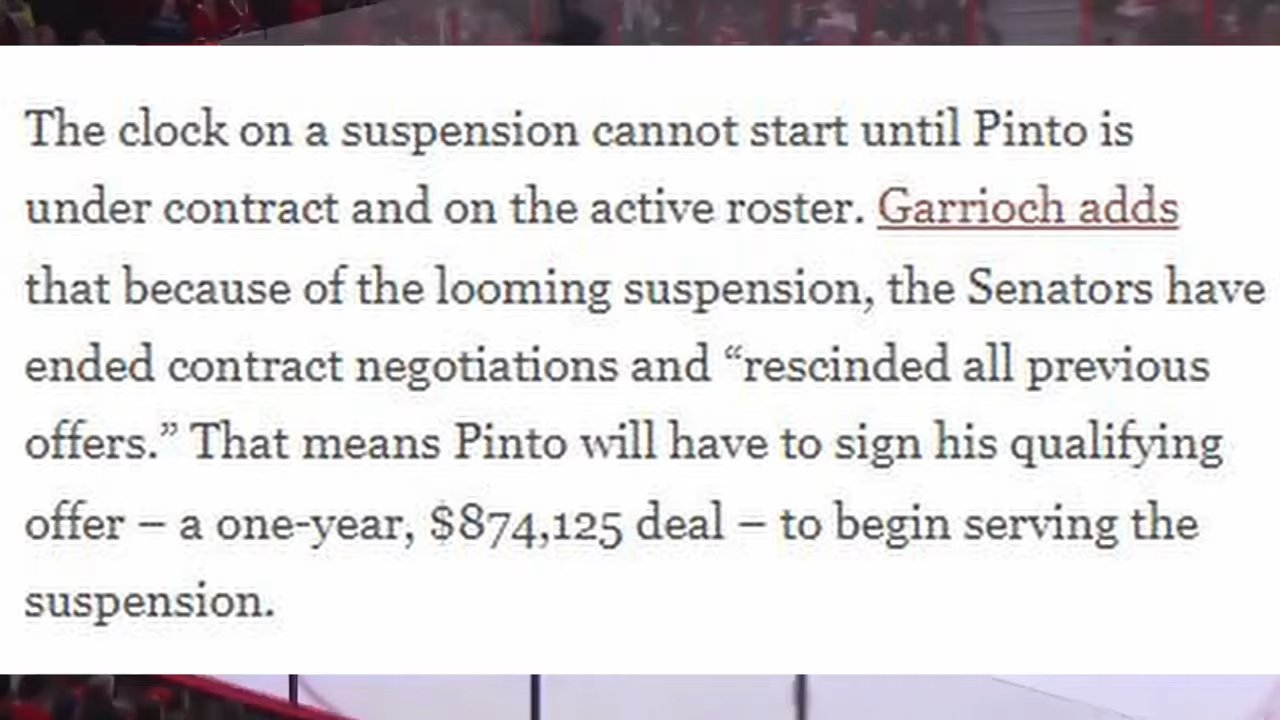 The clock on a suspension cannot start until Pinto is
under contract and on the active roster. Garrioch adds
that because of the looming suspension, the Senators have
ended contract negotiations and “rescinded all previous
offers.” That means Pinto will have to sign his qualifying
offer – a one-year, $874,125 deal – to begin serving the
suspension.